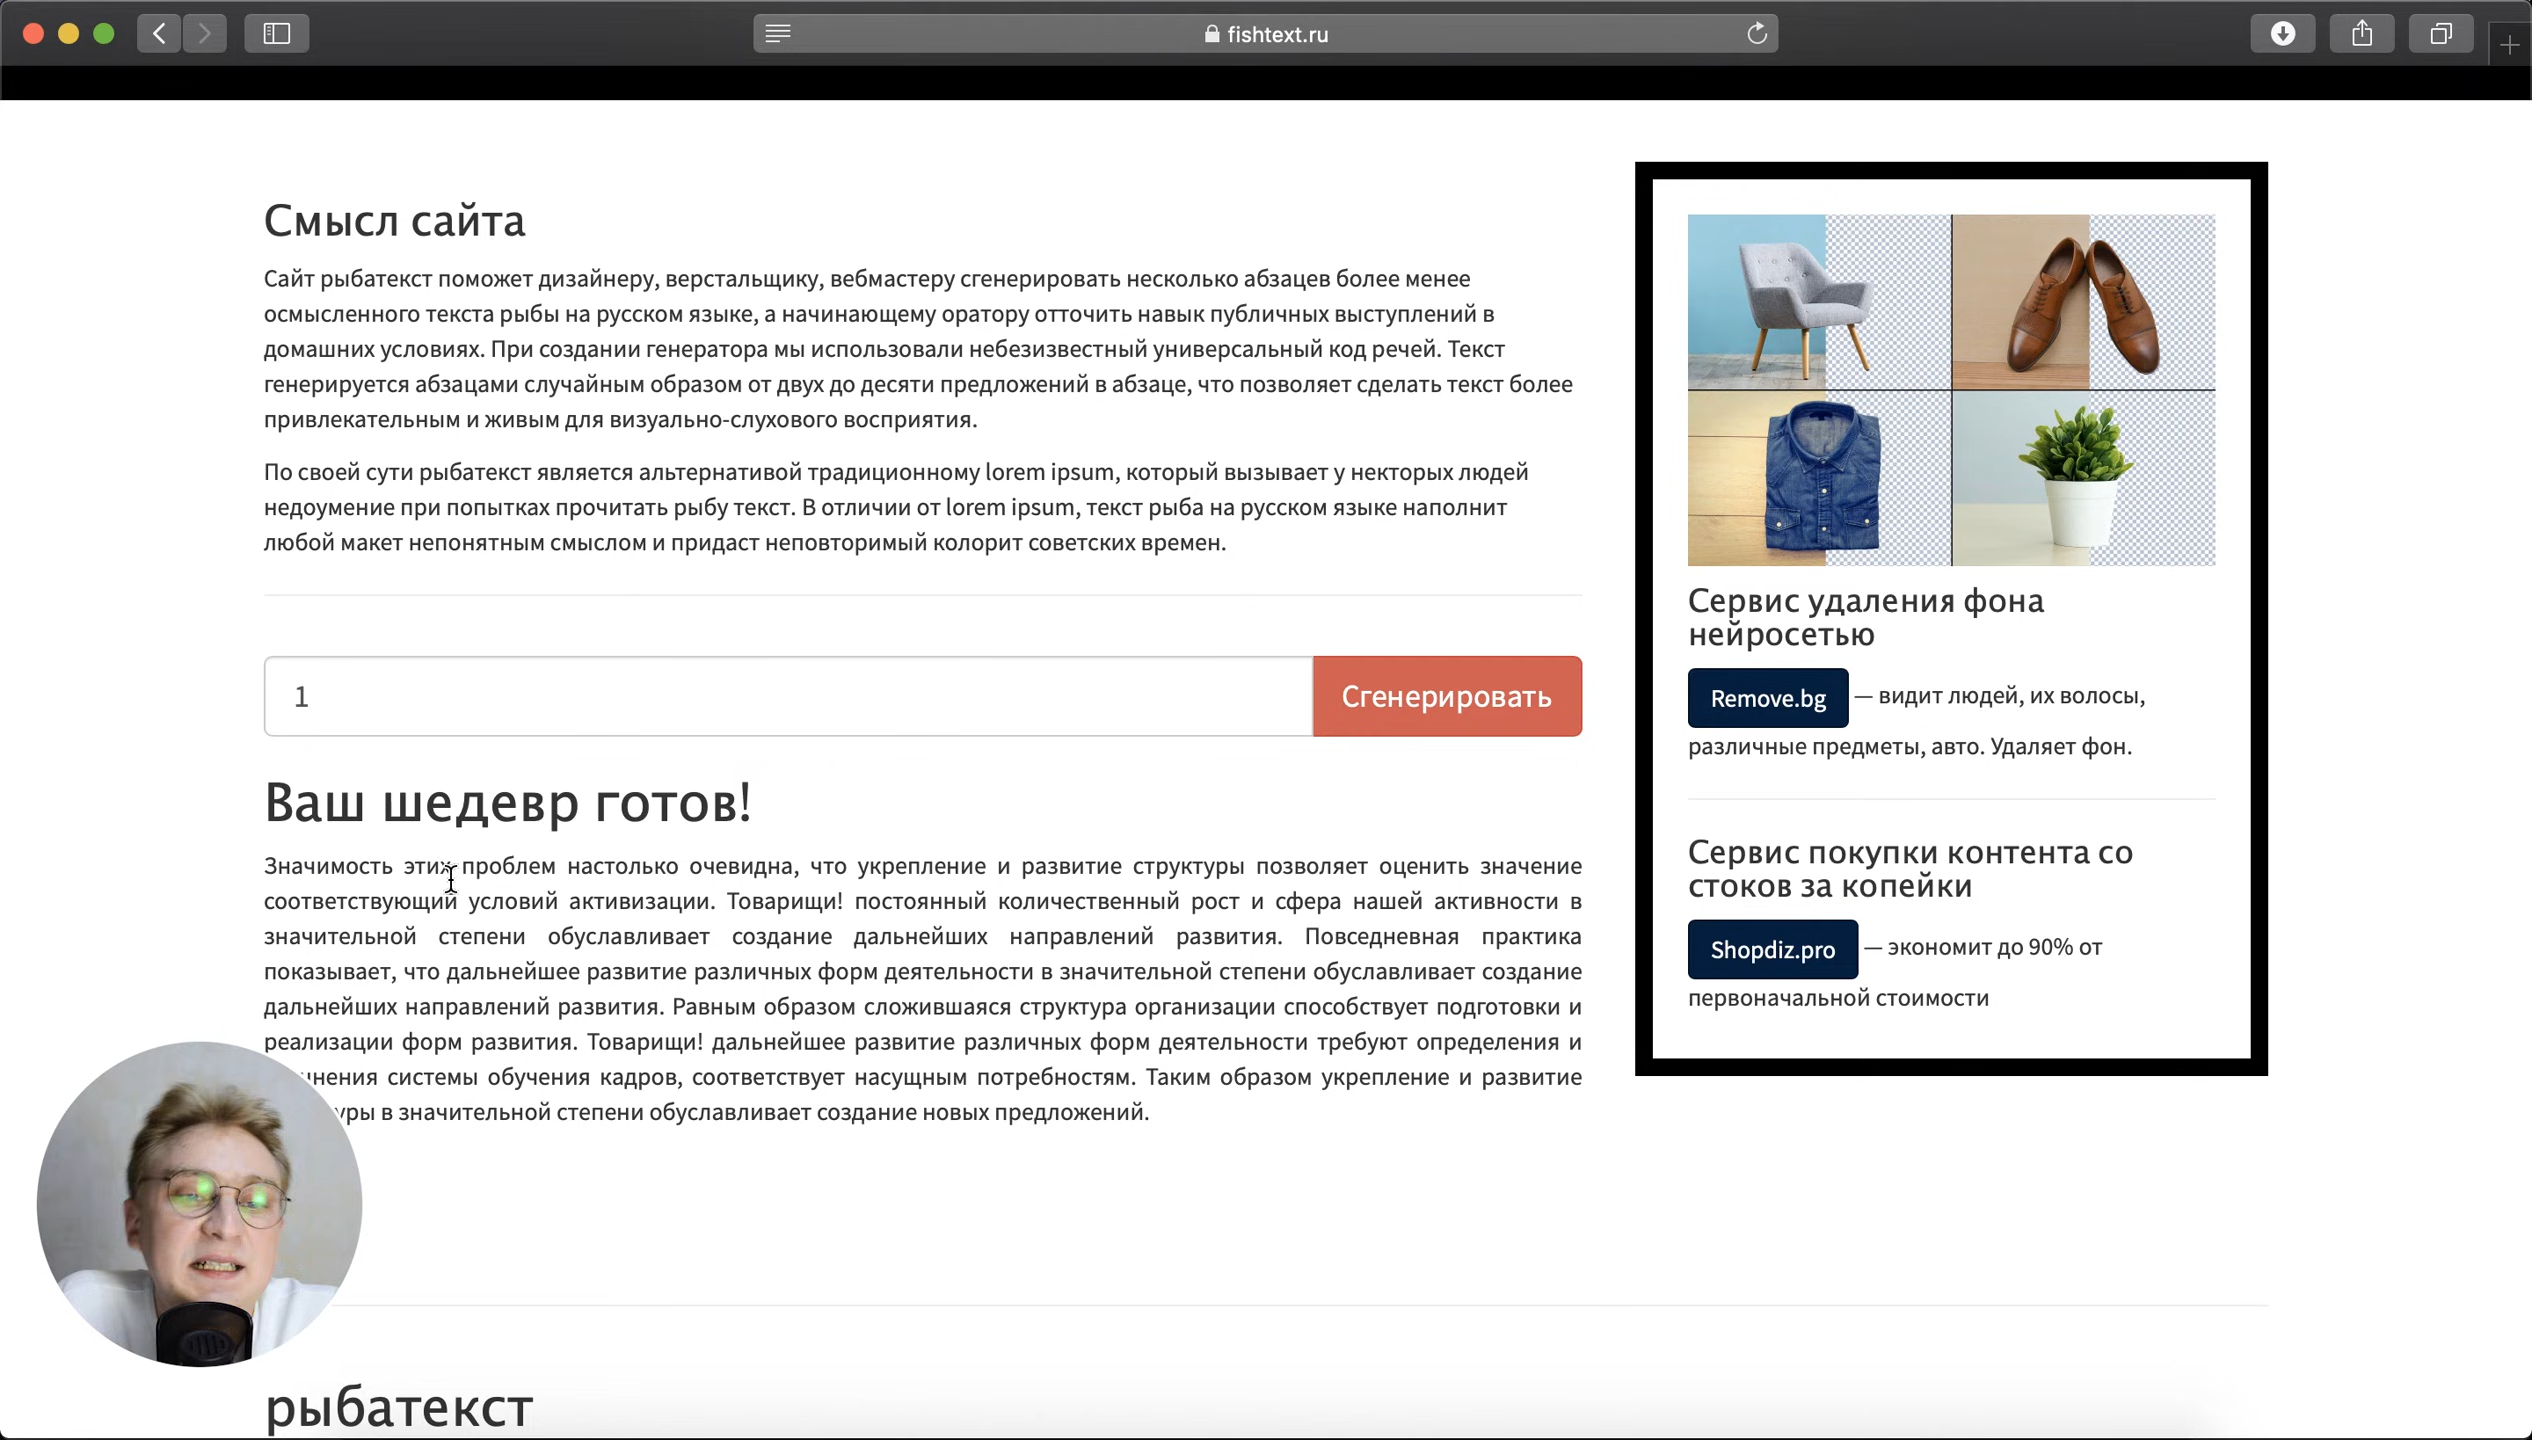 fishtext.ru
Смысл сайта
Сайт рыбатекст поможет дизайнеру, верстальщику, вебмастеру сгенерировать несколько абзацев более менее
осмысленного текста рыбы на русском языке, а начинающему оратору отточить навык публичных выступлений в
домашних условиях. При создании генератора мы использовали небезизвестный универсальный код речей. Текст
генерируется абзацами случайным образом от двух до десяти предложений в абзаце, что позволяет сделать текст более
привлекательным и живым для визуально-слухового восприятия.
По своей сути рыбатекст является альтернативой традиционному lorem ipsum, который вызывает у некторых людей
недоумение при попытках прочитать рыбу текст. В отличии от lorem ipsum, текст рыба на русском языке наполнит
любой макет непонятным смыслом и придаст неповторимый колорит советских времен.
1
Сгенерировать
Ваш шедевр готов!
Значимость этих проблем настолько очевидна, что укрепление и развитие структуры позволяет оценить значение
соответствующий условий активизации. Товарищи! постоянный количественный рост и сфера нашей активности в
значительной степени обуславливает создание дальнейших направлений развития. Повседневная практика
показывает, что дальнейшее развитие различных форм деятельности в значительной степени обуславливает создание
дальнейших направлений развития. Равным образом сложившаяся структура организации способствует подготовки и
реализации форм развития. Товарищи! дальнейшее развитие различных форм деятельности требуют определения и
системы обучения кадров, соответствует насущным потребностям. Таким образом укрепление и развитие
в значительной степени обуславливает создание новых предложений.
рыбатекст
Сервис удаления фона
нейросетью
Remove.bg — видит людей, их волосы,
различные предметы, авто. Удаляет фон.
Сервис покупки контента со
стоков за копейки
Shopdiz.pro — экономит до 90% от
первоначальной стоимости